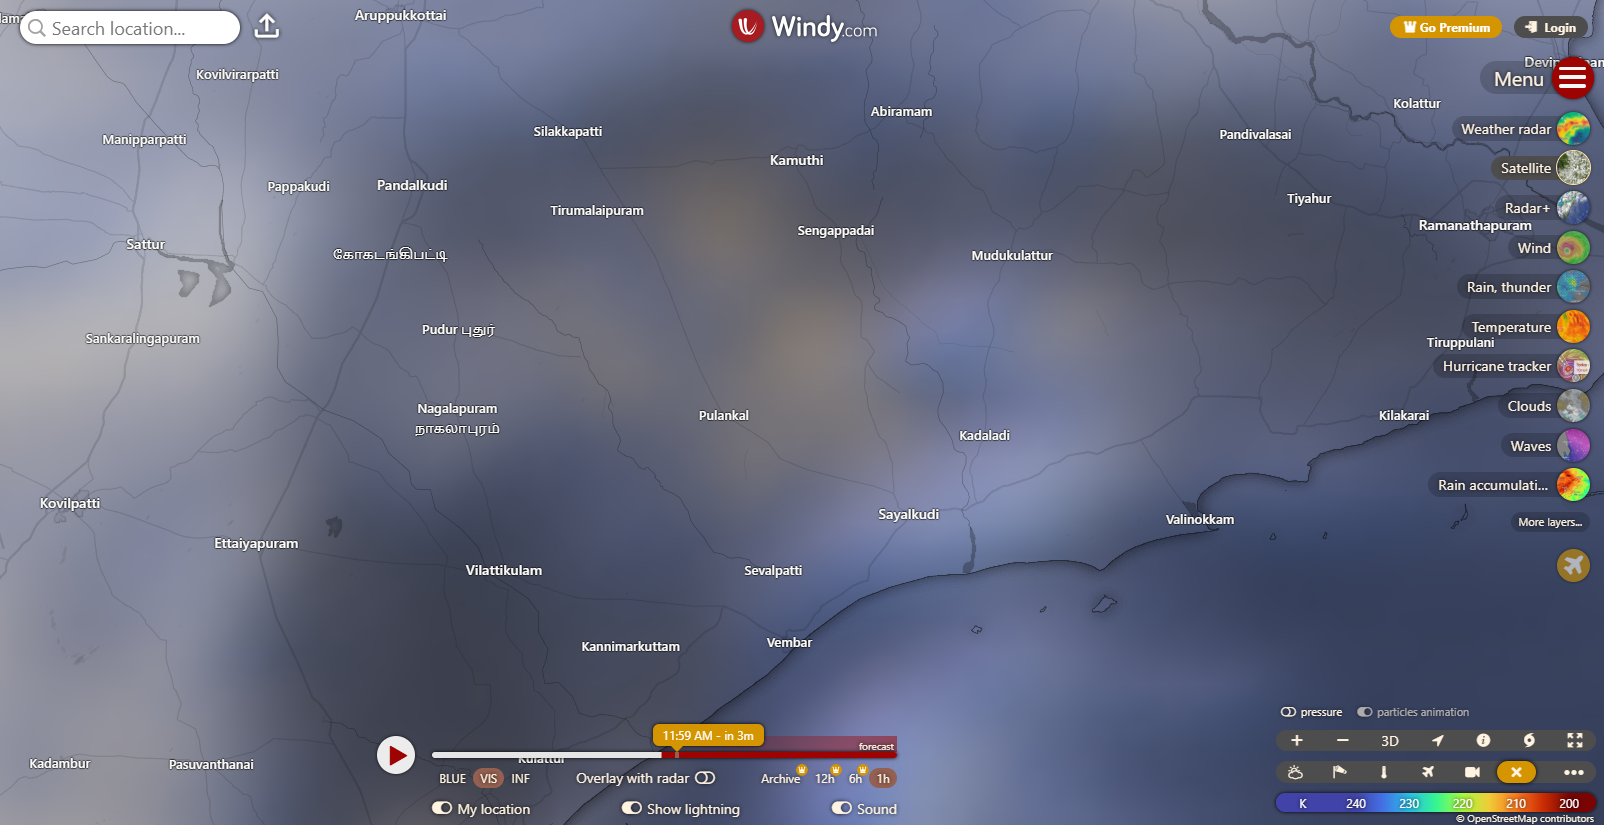 Aruppukkottai
Search location...
Windy.com
Go Premium
Login
Kovilvirarpatti
Menu
Abiramam
Kolattur
Manipparpatti
Silakkapatti
Pandivalasai
Weather radar
Kamuthi
Satellite
Pappakudi
Pandalkudi
Tirumalaipuram
Tiyahur
Radar+
Sengappadai
Ramanathapuram
Sattur
கோகடங்கிபட்டி
Mudukulattur
Wind
Rain, thunder
Pudur புதுர்
Temperature
Sankaralingapuram
Tiruppulani
Hurricane tracker
Nagalapuram
நாகலாபுரம்
Pulankal
Clouds
Kilakarai
Kadaladi
Waves
Rain accumulati...
Kovilpatti
Sayalkudi
Valinokkam
More layers...
Ettaiyapuram
Vilattikulam
Sevalpatti
Kannimarkuttam
Vembar
pressure
particles animation
11:59 AM - in 3m
forecast
3D
Kadambur
Pasuvanthanai
BLUE VIS INF
Overlay with radar
Archive 12h 6h 1h
My location
Show lightning
Sound
K 240 230 220 210 200
© OpenStreetMap contributors